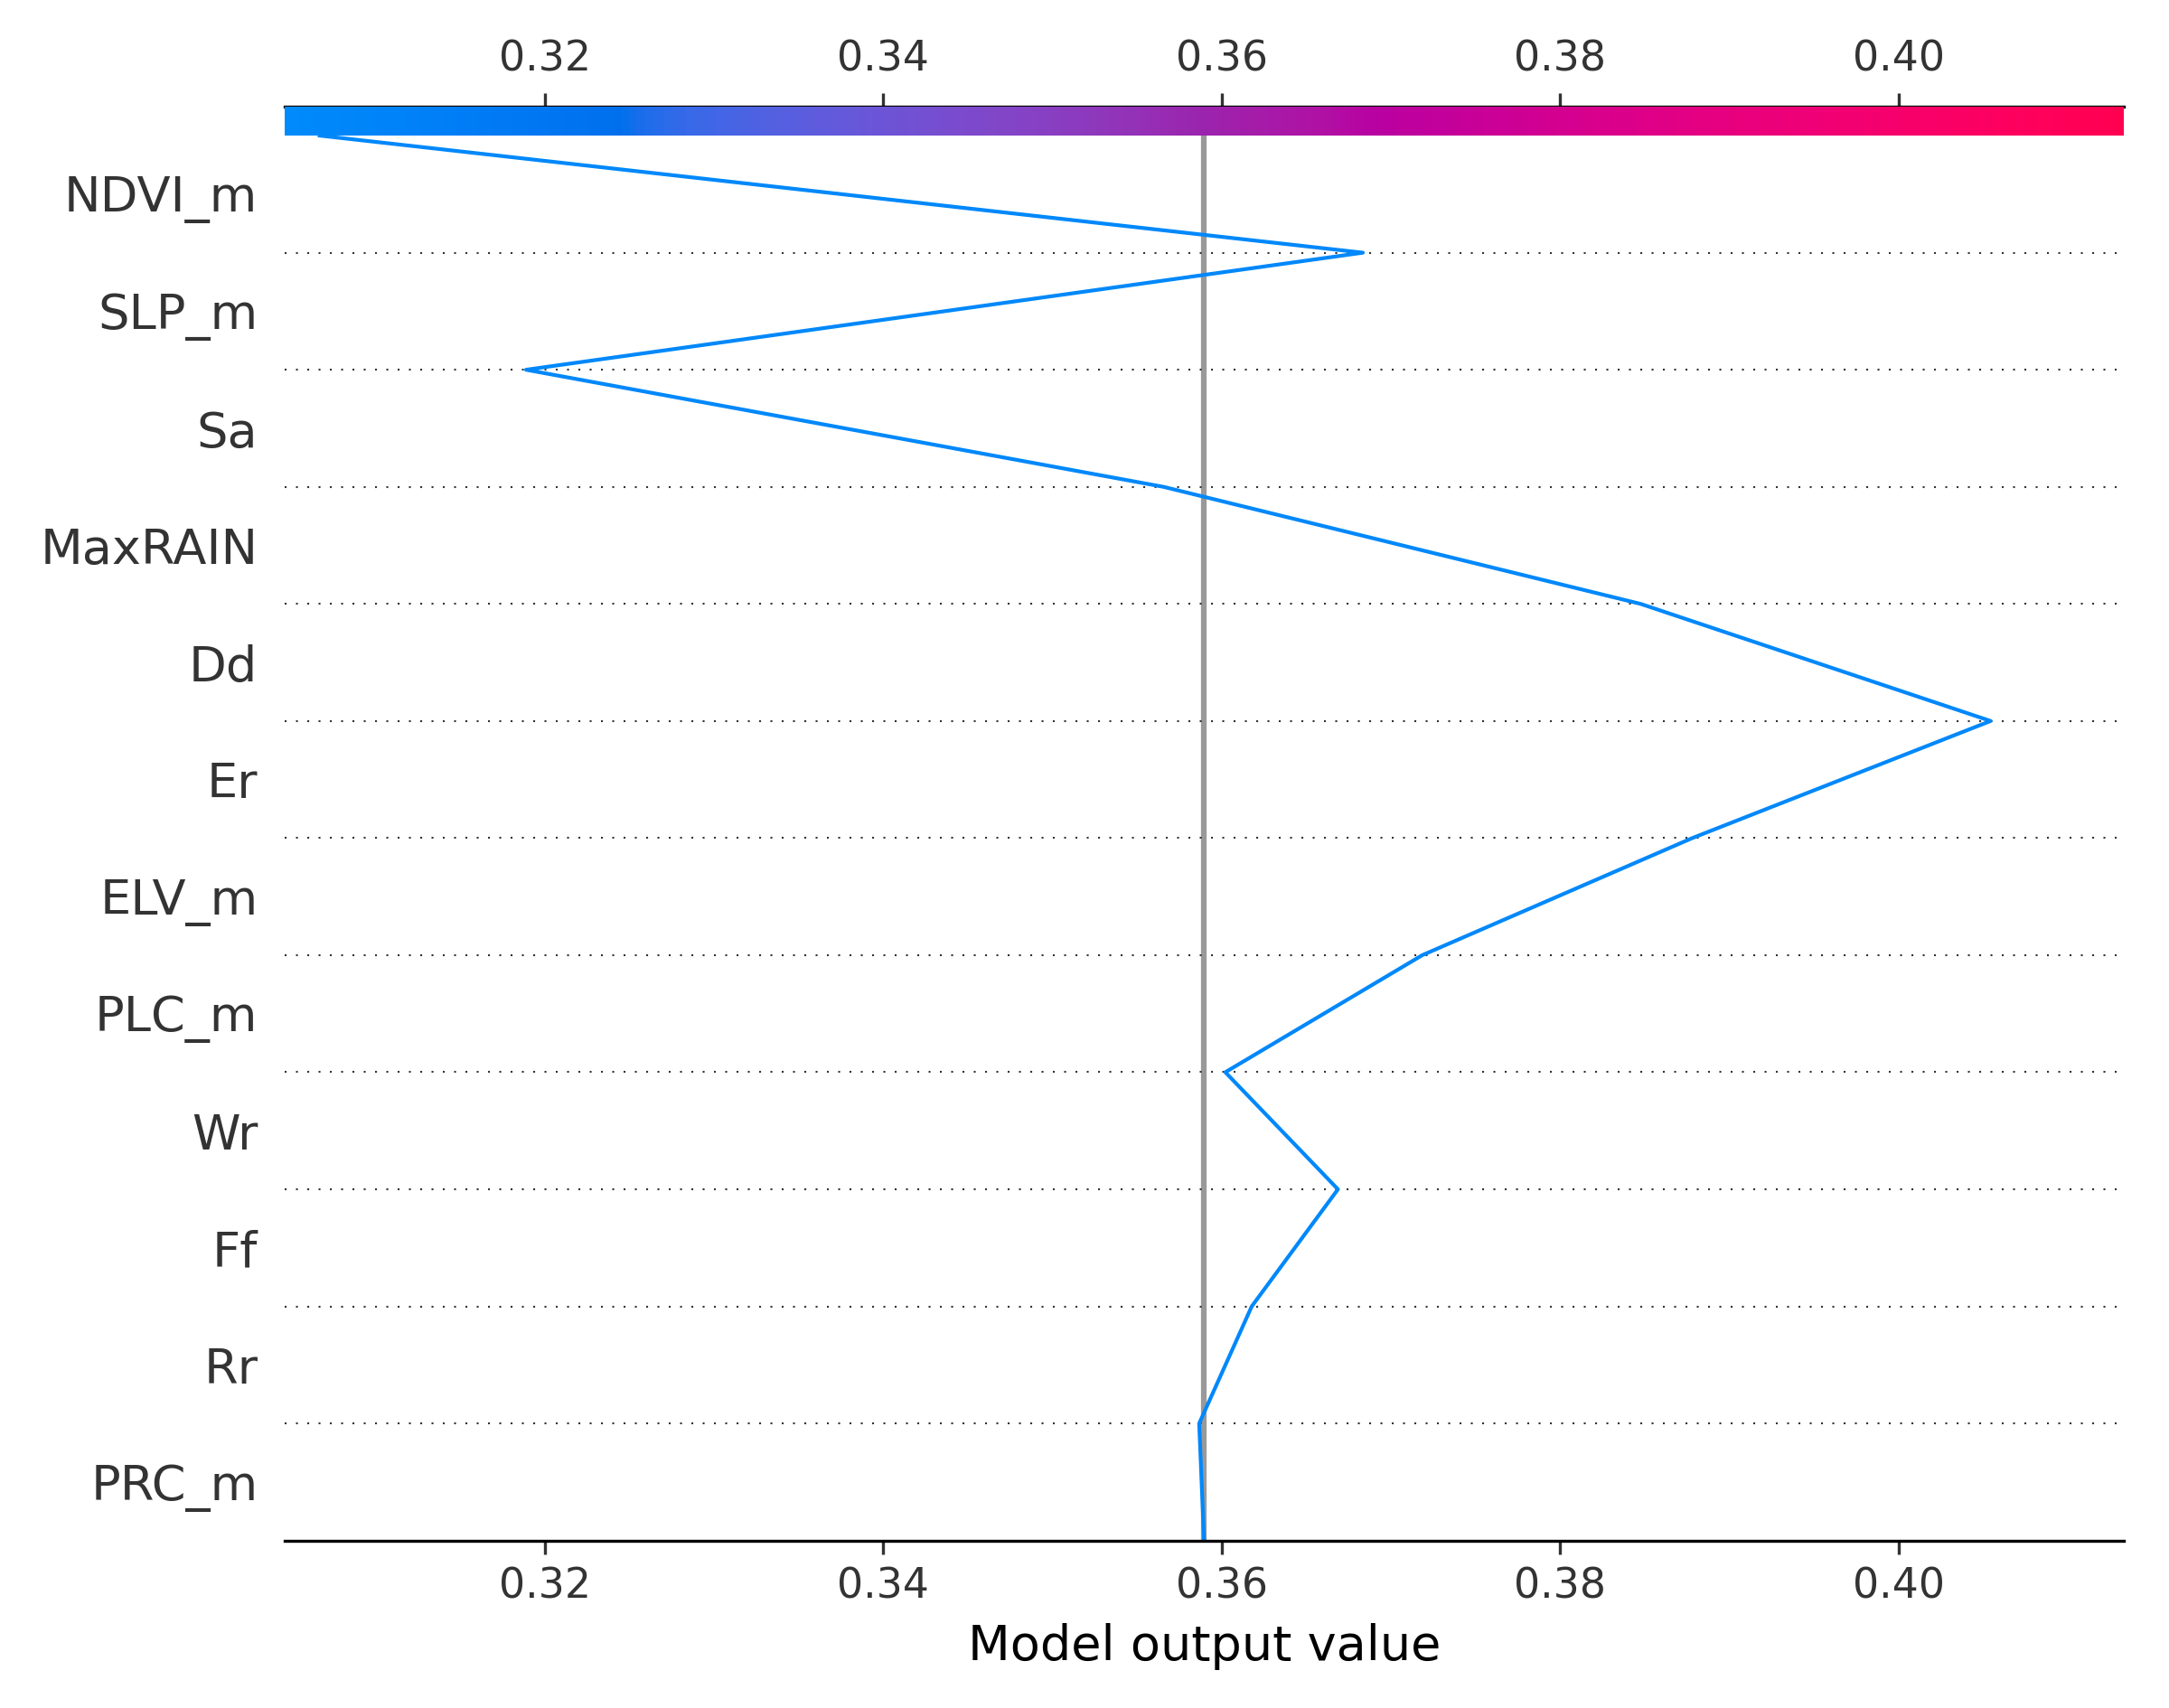 0.32 0.34 0.36 0.38 0.40
NDVI_m
SLP_m
Sa
MaxRAIN
Dd
Er
ELV_m
PLC_m
Wr
Ff
Rr
PRC_m
0.32 0.34 0.36 0.38 0.40
Model output value